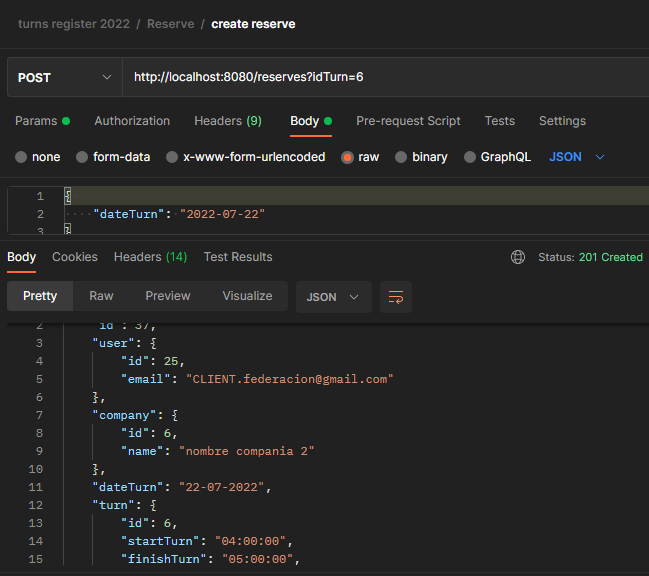 turns register 2022 / Reserve / create reserve
POST http://localhost:8080/reserves?idTurn=6
Params Authorization Headers (9) Body Pre-request Script Tests Settings
none form-data x-www-form-urlencoded raw binary GraphQL JSON
1 {
2 "dateTurn": "2022-07-22"
3 }
Body Cookies Headers (14) Test Results Status: 201 Created
Pretty Raw Preview Visualize JSON
2 "id": 37,
3 "user": {
4 "id": 25,
5 "email": "CLIENT.federacion@gmail.com"
6 },
7 "company": {
8 "id": 6,
9 "name": "nombre compania 2"
10 },
11 "dateTurn": "22-07-2022",
12 "turn": {
13 "id": 6,
14 "startTurn": "04:00:00",
15 "finishTurn": "05:00:00",